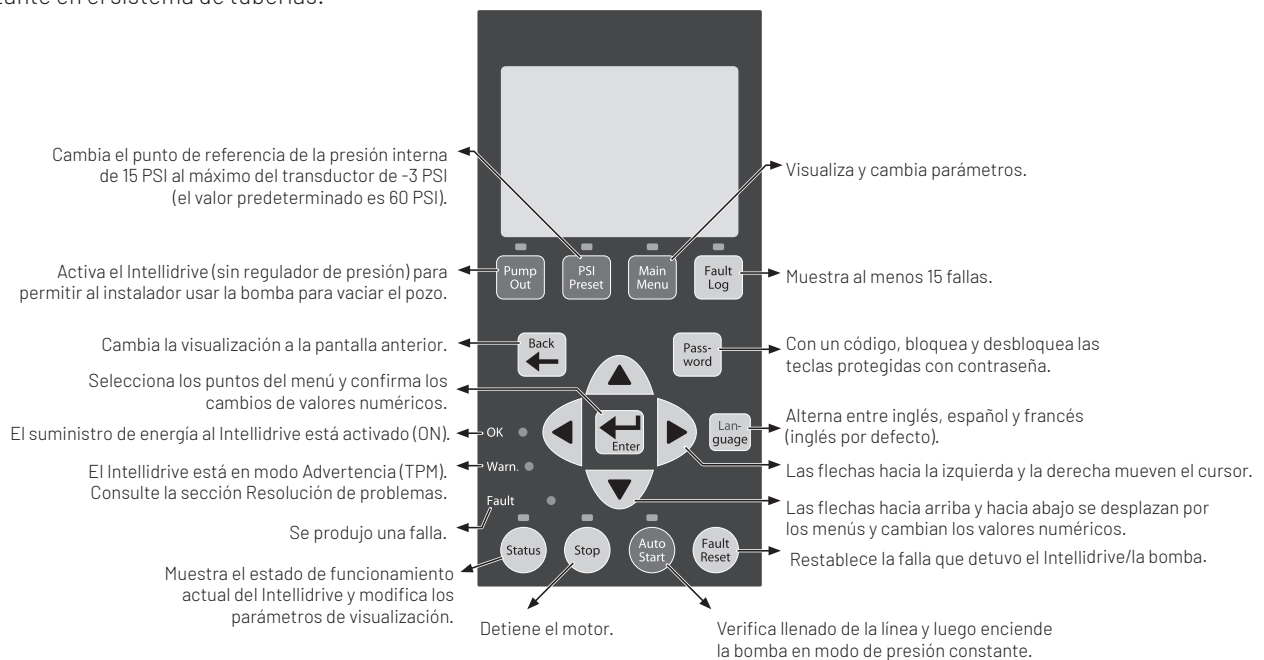 tante en el sistema de tuberías.
Cambia el punto de referencia de la presión interna
de 15 PSI al máximo del transductor de -3 PSI
(el valor predeterminado es 60 PSI).
Visualiza y cambia parámetros.
Pump
Out
PSI
Preset
Main
Menu
Fault
Log
Activa el Intellidrive (sin regulador de presión) para
permitir al instalador usar la bomba para vaciar el pozo.
Muestra al menos 15 fallas.
Cambia la visualización a la pantalla anterior.
Back
Pass-
word
Con un código, bloquea y desbloquea las
teclas protegidas con contraseña.
Selecciona los puntos del menú y confirma los
cambios de valores numéricos.
Enter
Lan-
guage
Alterna entre inglés, español y francés
(inglés por defecto).
El suministro de energía al Intellidrive está activado (ON).
OK
Las flechas hacia la izquierda y la derecha mueven el cursor.
El Intellidrive está en modo Advertencia (TPM).
Consulte la sección Resolución de problemas.
Warn.
Fault
Las flechas hacia arriba y hacia abajo se desplazan por
los menús y cambian los valores numéricos.
Se produjo una falla.
Status
Stop
Auto
Start
Fault
Reset
Restablece la falla que detuvo el Intellidrive/la bomba.
Muestra el estado de funcionamiento
actual del Intellidrive y modifica los
parámetros de visualización.
Detiene el motor.
Verifica llenado de la línea y luego enciende
la bomba en modo de presión constante.